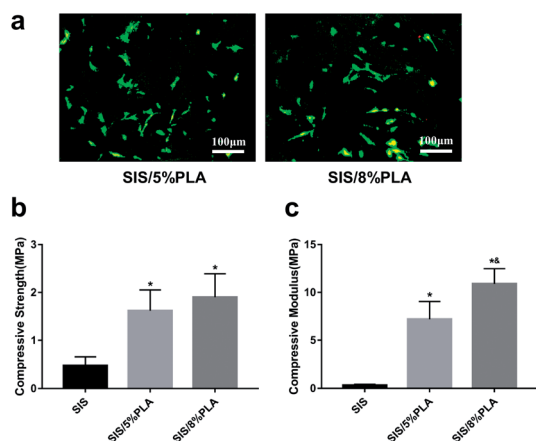 a
100μm
100μm
SIS/5%PLA
SIS/8%PLA
b
Compressive Strength(MPa)
3
2
1
0
*
*
SIS
SIS/5%PLA
SIS/8%PLA
c
Compressive Modulus(MPa)
15
10
5
0
*
*&
SIS
SIS/5%PLA
SIS/8%PLA